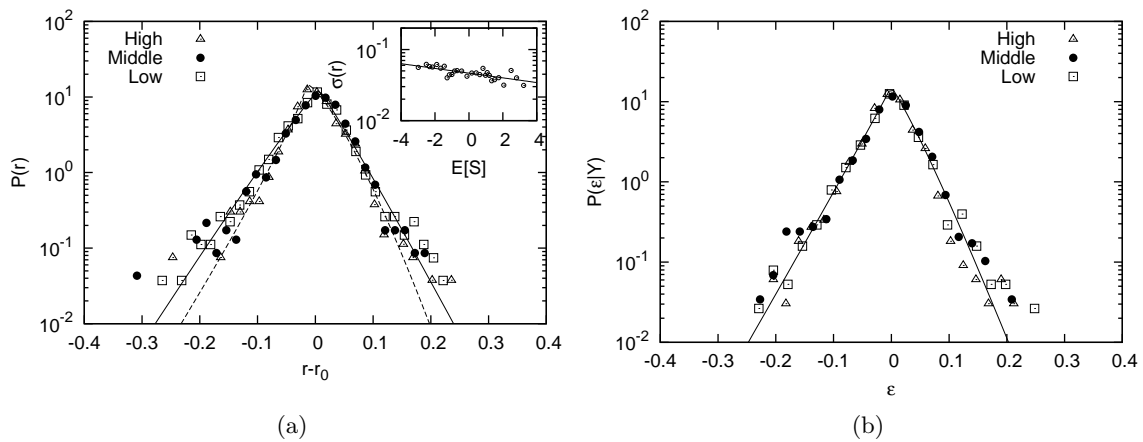 High
Middle
Low
P(r)
10^2
10^1
10^0
10^-1
10^-2
-0.4 -0.3 -0.2 -0.1 0 0.1 0.2 0.3 0.4
r-r_0
σ(r)
10^-1
10^-2
-4 -2 0 2 4
E[S]
(a)
High
Middle
Low
P(ε|Y)
10^2
10^1
10^0
10^-1
10^-2
-0.4 -0.3 -0.2 -0.1 0 0.1 0.2 0.3 0.4
ε
(b)